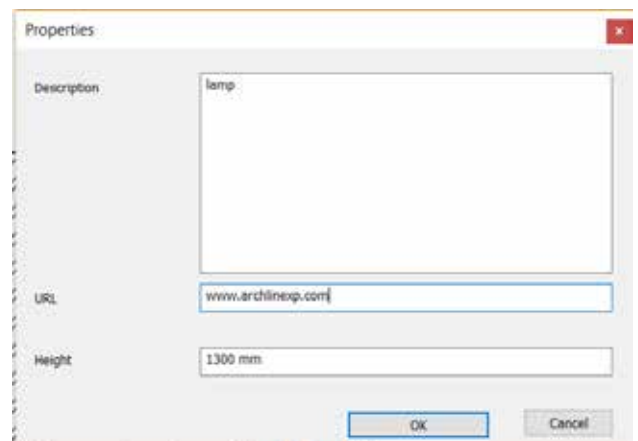 Properties
Description
lamp
URL
www.archlinexp.com
Height
1300 mm
OK
Cancel